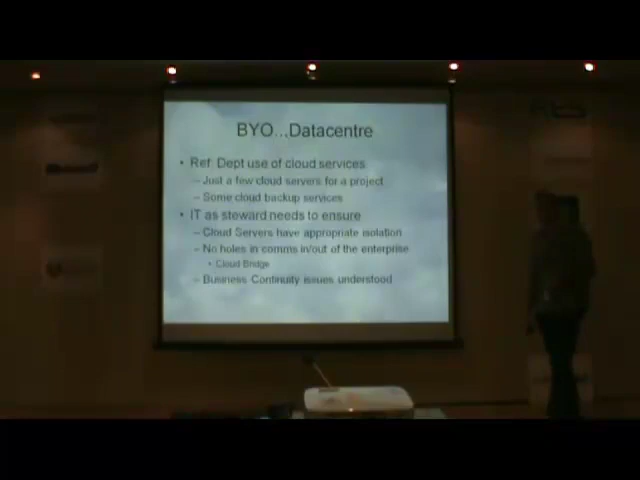 BYO...Datacentre
• Ref: Dept use of cloud services
– Just a few cloud servers for a project
– Some cloud backup services
• IT as steward needs to ensure
– Cloud Servers have appropriate isolation
– No holes in comms in/out of the enterprise
• Cloud Bridge
– Business Continuity issues understood